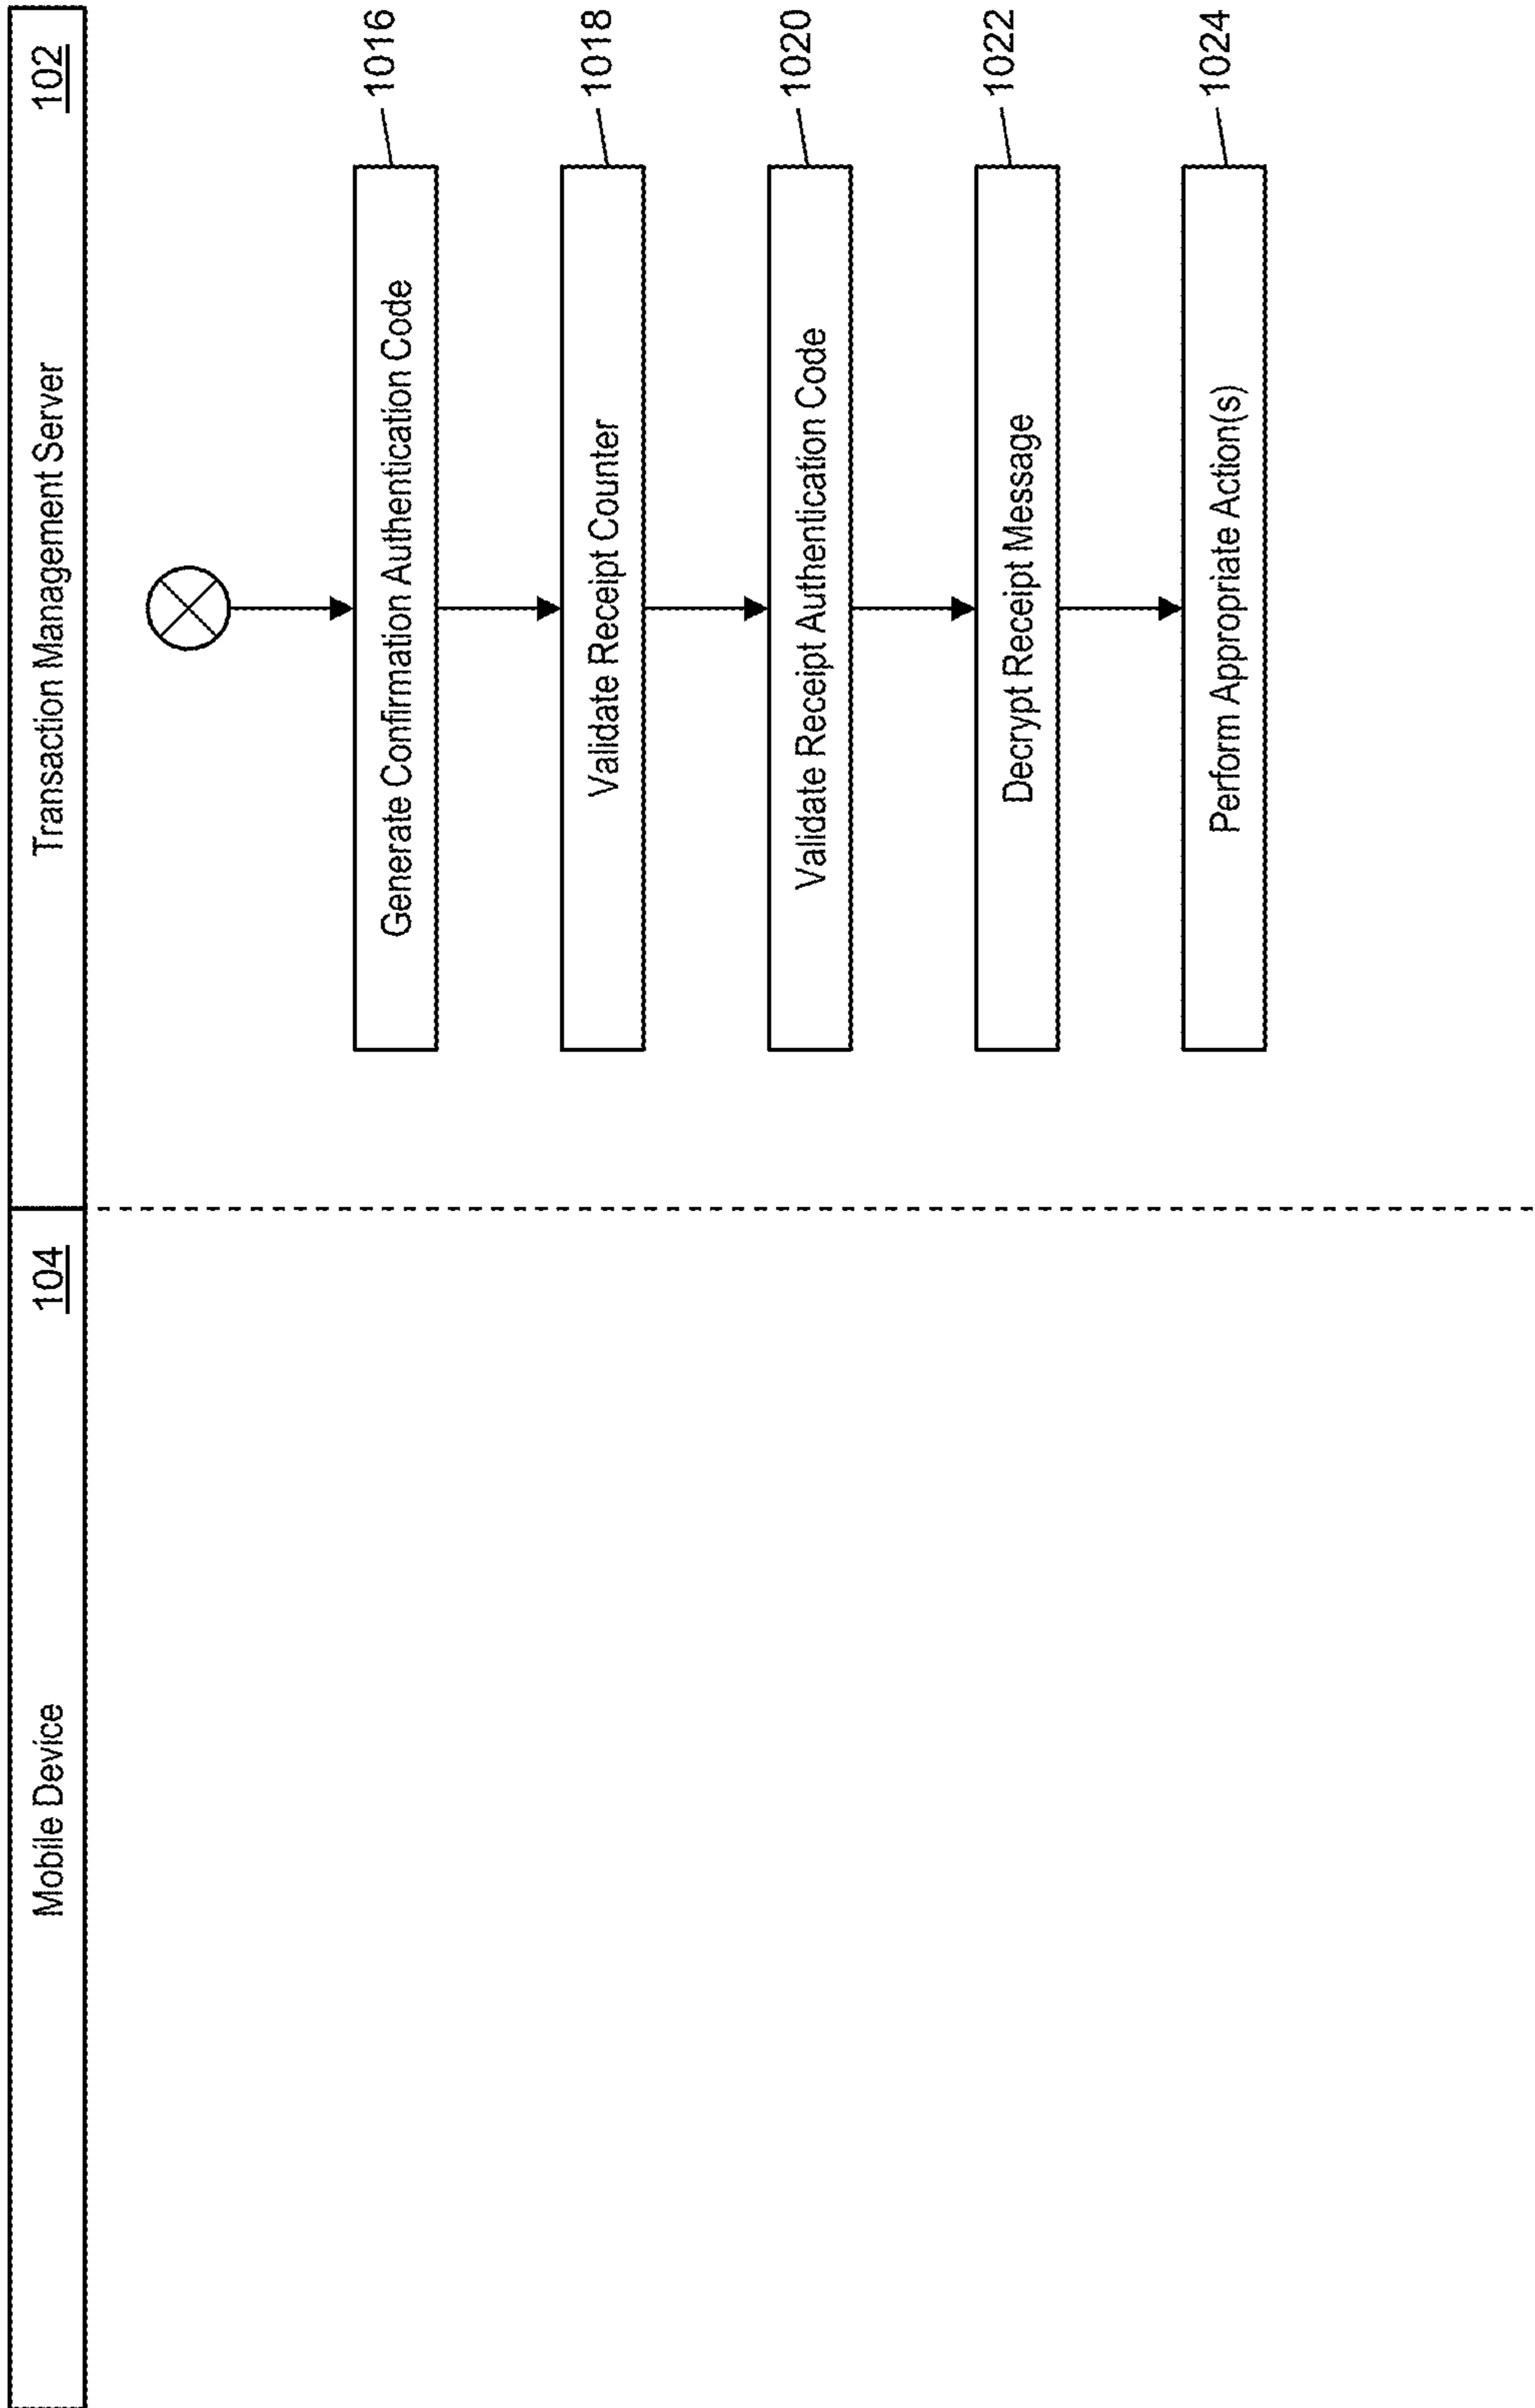 Mobile Device
104
Transaction Management Server
102
Generate Confirmation Authentication Code
1016
Validate Receipt Counter
1018
Validate Receipt Authentication Code
1020
Decrypt Receipt Message
1022
Perform Appropriate Action(s)
1024